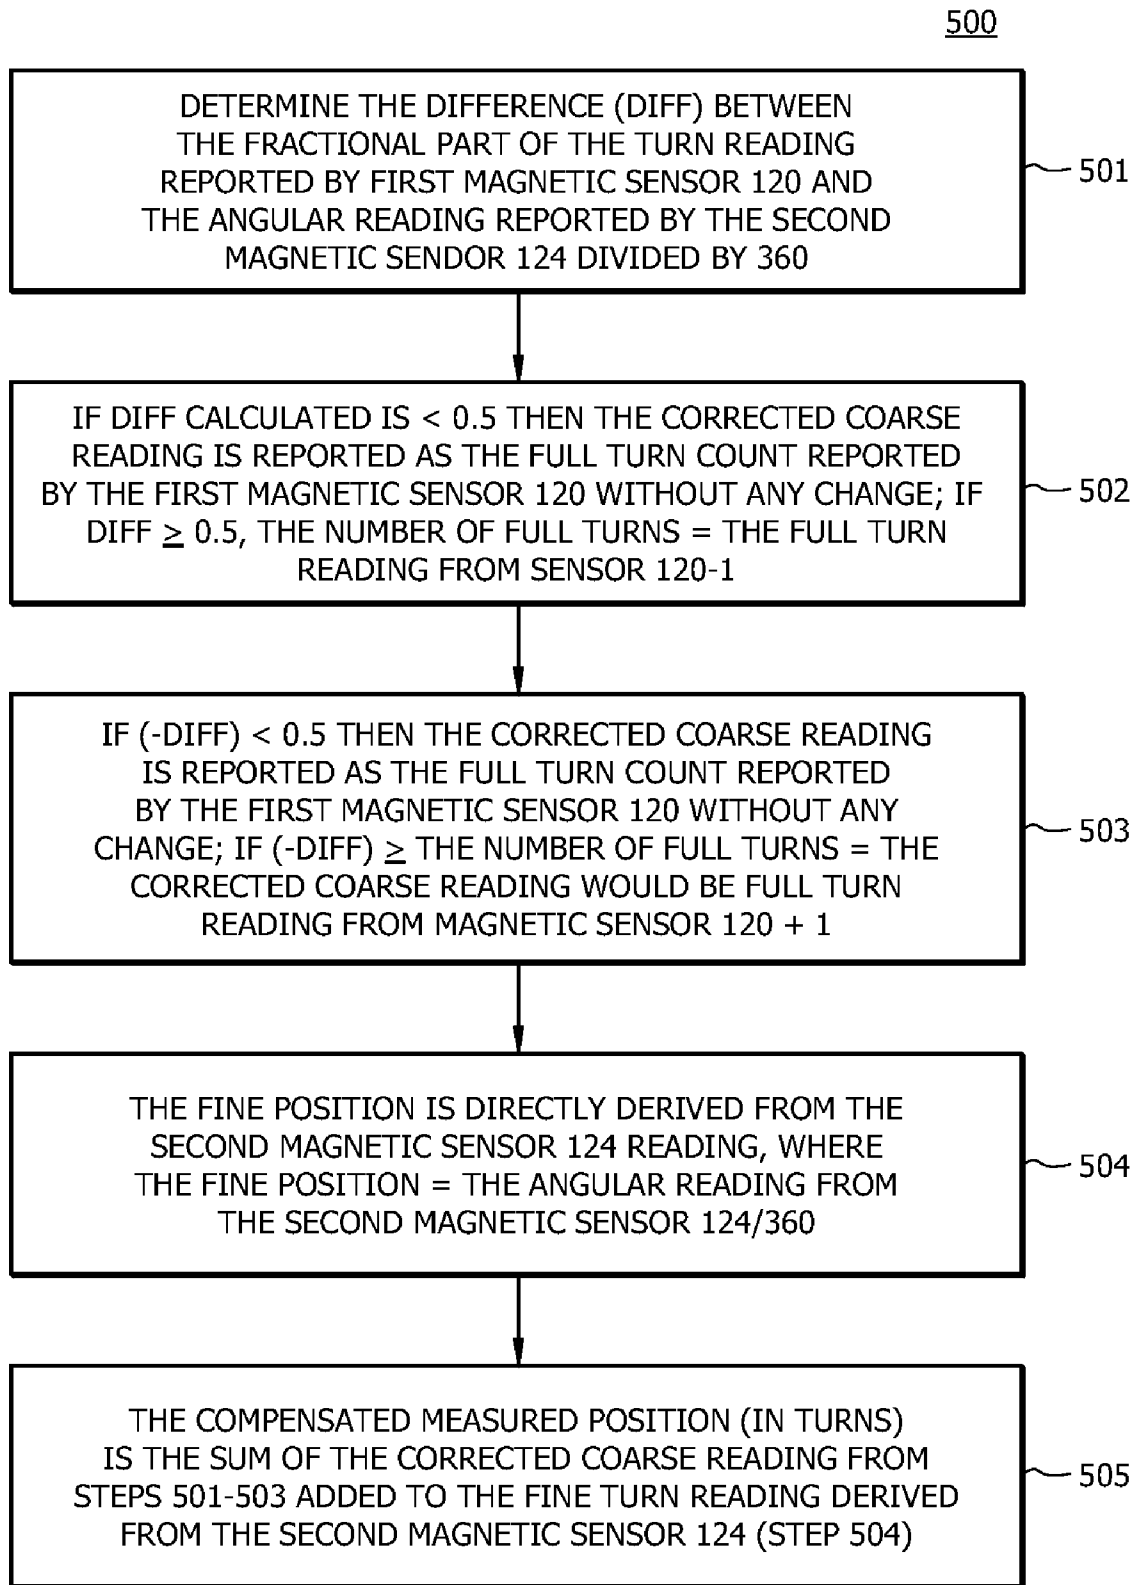 500
DETERMINE THE DIFFERENCE (DIFF) BETWEEN
THE FRACTIONAL PART OF THE TURN READING
REPORTED BY FIRST MAGNETIC SENSOR 120 AND
THE ANGULAR READING REPORTED BY THE SECOND
MAGNETIC SENDOR 124 DIVIDED BY 360
501
IF DIFF CALCULATED IS < 0.5 THEN THE CORRECTED COARSE
READING IS REPORTED AS THE FULL TURN COUNT REPORTED
BY THE FIRST MAGNETIC SENSOR 120 WITHOUT ANY CHANGE; IF
DIFF ≥ 0.5, THE NUMBER OF FULL TURNS = THE FULL TURN
READING FROM SENSOR 120-1
502
IF (-DIFF) < 0.5 THEN THE CORRECTED COARSE READING
IS REPORTED AS THE FULL TURN COUNT REPORTED
BY THE FIRST MAGNETIC SENSOR 120 WITHOUT ANY
CHANGE; IF (-DIFF) ≥ THE NUMBER OF FULL TURNS = THE
CORRECTED COARSE READING WOULD BE FULL TURN
READING FROM MAGNETIC SENSOR 120 + 1
503
THE FINE POSITION IS DIRECTLY DERIVED FROM THE
SECOND MAGNETIC SENSOR 124 READING, WHERE
THE FINE POSITION = THE ANGULAR READING FROM
THE SECOND MAGNETIC SENSOR 124/360
504
THE COMPENSATED MEASURED POSITION (IN TURNS)
IS THE SUM OF THE CORRECTED COARSE READING FROM
STEPS 501-503 ADDED TO THE FINE TURN READING DERIVED
FROM THE SECOND MAGNETIC SENSOR 124 (STEP 504)
505